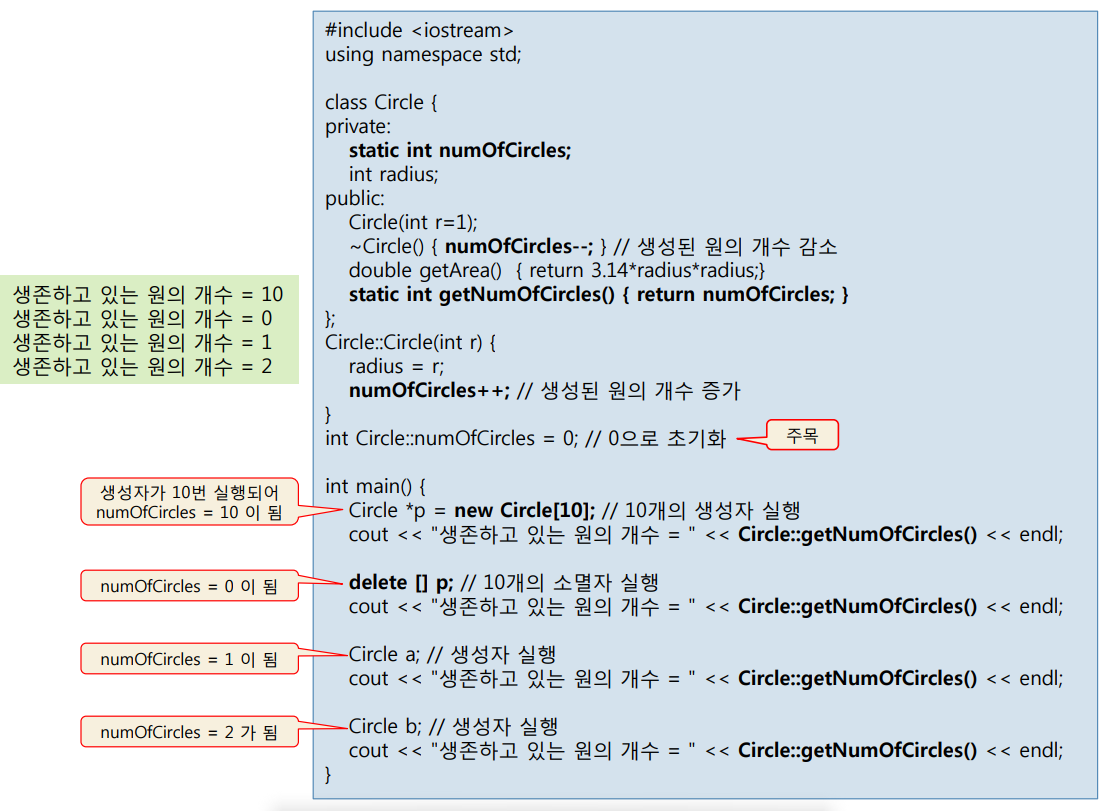 #include <iostream>
using namespace std;
class Circle {
private:
static int numOfCircles;
int radius;
public:
Circle(int r=1);
~Circle() { numOfCircles--; } // 생성된 원의 개수 감소
double getArea() { return 3.14*radius*radius;}
static int getNumOfCircles() { return numOfCircles; }
};
Circle::Circle(int r) {
radius = r;
numOfCircles++; // 생성된 원의 개수 증가
}
int Circle::numOfCircles = 0; // 0으로 초기화
주목
int main() {
Circle *p = new Circle[10]; // 10개의 생성자 실행
cout << "생존하고 있는 원의 개수 = " << Circle::getNumOfCircles() << endl;
delete [] p; // 10개의 소멸자 실행
cout << "생존하고 있는 원의 개수 = " << Circle::getNumOfCircles() << endl;
Circle a; // 생성자 실행
cout << "생존하고 있는 원의 개수 = " << Circle::getNumOfCircles() << endl;
Circle b; // 생성자 실행
cout << "생존하고 있는 원의 개수 = " << Circle::getNumOfCircles() << endl;
}
생존하고 있는 원의 개수 = 10
생존하고 있는 원의 개수 = 0
생존하고 있는 원의 개수 = 1
생존하고 있는 원의 개수 = 2
생성자가 10번 실행되어
numOfCircles = 10 이 됨
numOfCircles = 0 이 됨
numOfCircles = 1 이 됨
numOfCircles = 2 가 됨